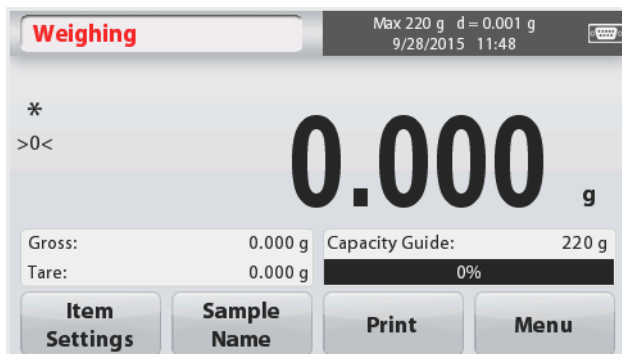 Weighing
Max 220 g d = 0.001 g
9/28/2015 11:48
*
>0<
0.000 g
Gross: 0.000 g
Tare: 0.000 g
Capacity Guide: 220 g
0%
Item
Settings
Sample
Name
Print
Menu